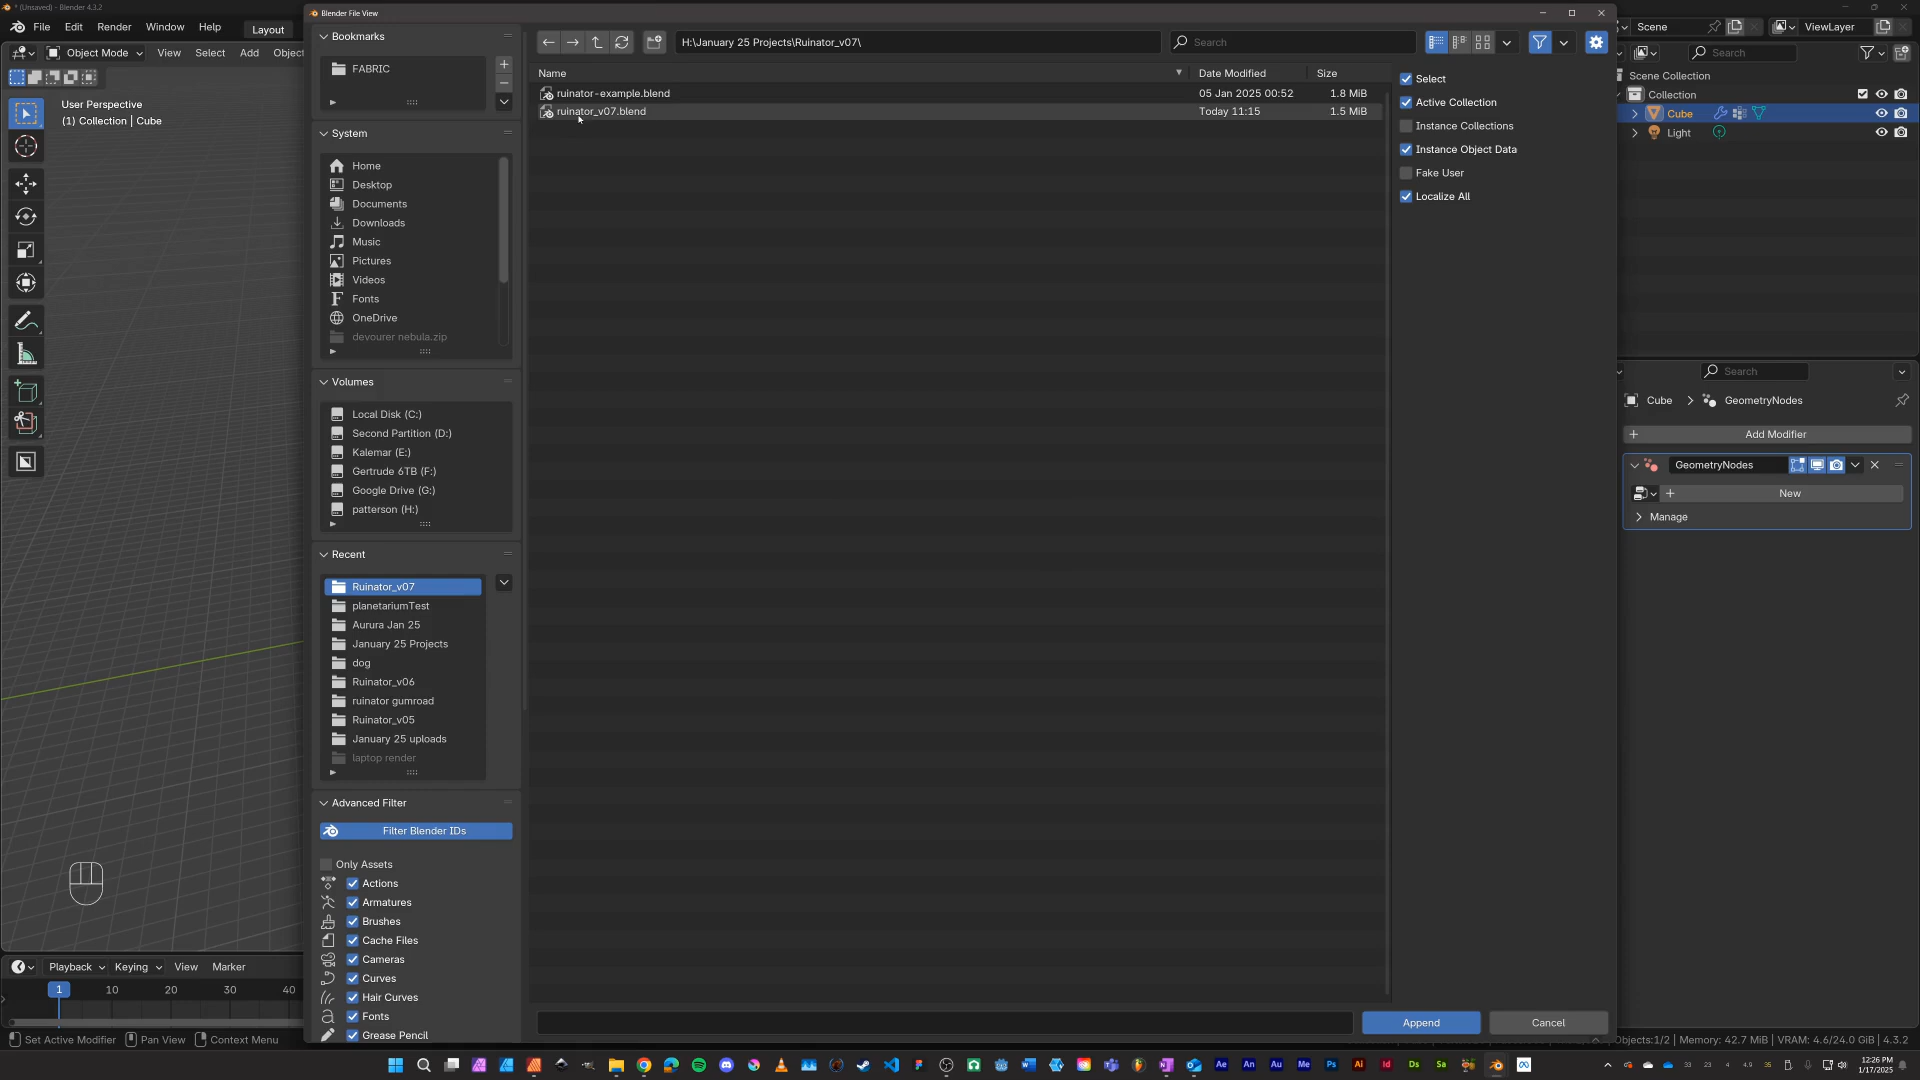 * (Unsaved) - Blender 4.3.2
File Edit Render Window Help Layout
Object Mode View Select Add Object
User Perspective
(1) Collection | Cube
Blender File View
Bookmarks
FABRIC
System
Home
Desktop
Documents
Downloads
Music
Pictures
Videos
Fonts
OneDrive
devourer nebula.zip
Volumes
Local Disk (C:)
Second Partition (D:)
Kalemar (E:)
Gertrude 6TB (F:)
Google Drive (G:)
patterson (H:)
Recent
Ruinator_v07
planetariumTest
Aurura Jan 25
January 25 Projects
dog
Ruinator_v06
ruinator gumroad
Ruinator_v05
January 25 uploads
laptop render
Advanced Filter
Filter Blender IDs
Only Assets
Actions
Armatures
Brushes
Cache Files
Cameras
Curves
Hair Curves
Fonts
Grease Pencil
H:\January 25 Projects\Ruinator_v07\ Search
Name Date Modified Size
ruinator-example.blend 05 Jan 2025 00:52 1.8 MiB
ruinator_v07.blend Today 11:15 1.5 MiB
Select
Active Collection
Instance Collections
Instance Object Data
Fake User
Localize All
Append Cancel
Scene ViewLayer
Search
Scene Collection
Collection
Cube
Light
Search
Cube GeometryNodes
Add Modifier
GeometryNodes
New
Manage
Playback Keying View Marker
1 10 20 30 40
Set Active Modifier Pan View Context Menu
Objects:1/2 | Memory: 42.7 MiB | VRAM: 4.6/24.0 GiB | 4.3.2
12:26 PM
1/17/2025